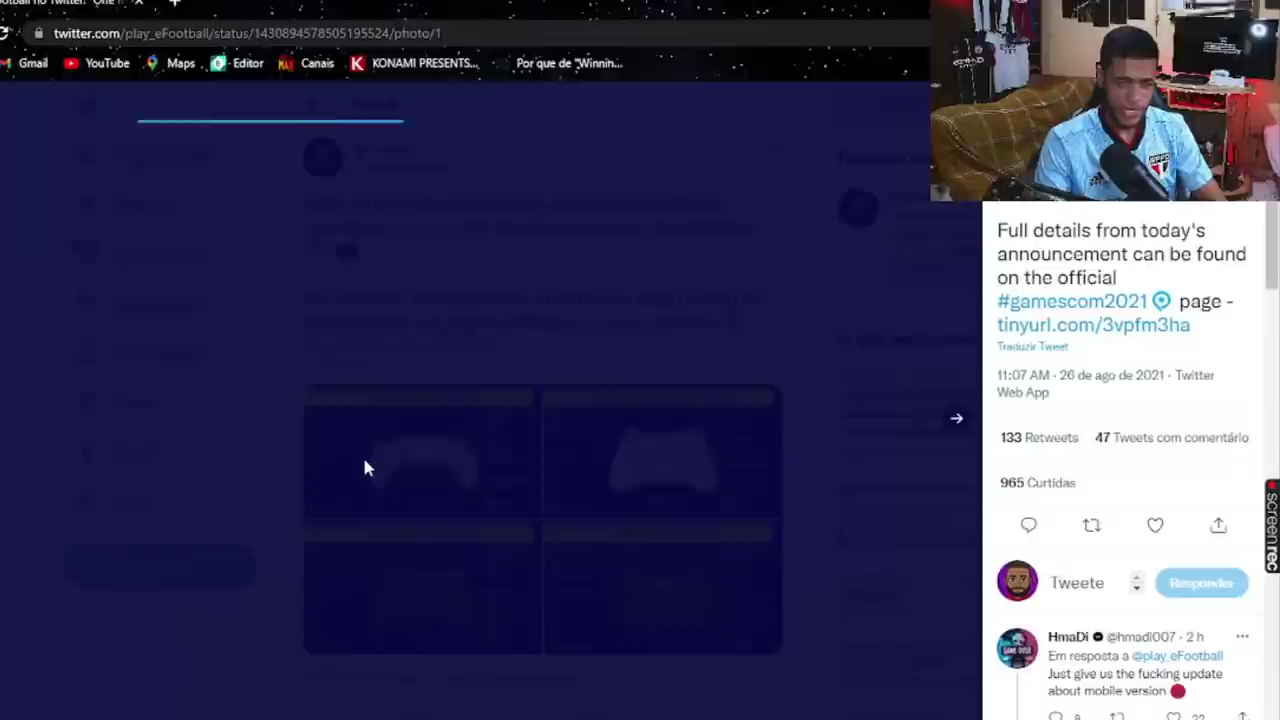 twitter.com/play_eFootball/status/1430894578505195524/photo/1
Gmail
YouTube
Maps
Editor
Canais
KONAMI PRESENTS...
Por que de "Winnin...
Full details from today's
announcement can be found
on the official
#gamescom2021 page -
tinyurl.com/3vpfm3ha
Traduzir Tweet
11:07 AM · 26 de ago de 2021 · Twitter
Web App
133 Retweets 47 Tweets com comentário
965 Curtidas
Tweete
Responder
HmaDi @hmadi007 · 2 h
Em resposta a @play_eFootball
Just give us the fucking update
about mobile version
screenrec